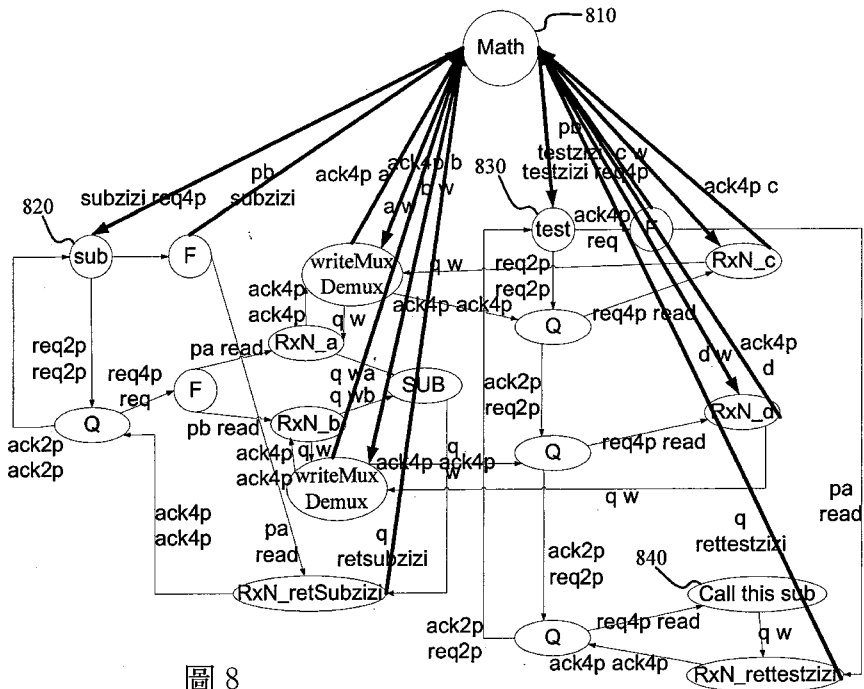 810
Math
pb
testzizi c w
testzizi req4p
ack4p c
ack4p a
ack4p b
b w
a w
pb
subzizi
subzizi req4p
820
830
sub
F
test
ack4p
req
F
RxN_c
writeMux
Demux
q w
req2p
req2p
ack4p
ack4p
ack4p ack4p
req4p read
Q
q w
RxN_a
pa read
req2p
req2p
req4p
req
F
q wa
q wb
SUB
ack2p
req2p
d w
ack4p
d
RxN_d
Q
pb read
RxN_b
ack4p
ack4p
q w
q
w
ack4p ack4p
Q
req4p read
ack2p
ack2p
writeMux
Demux
q w
ack4p
ack4p
pa
read
q
retsubzizi
q
rettestzizi
pa
read
ack2p
req2p
840
RxN_retSubzizi
Call this sub
ack2p
req2p
Q
req4p read
q w
ack4p ack4p
RxN_rettestzizi
圖 8